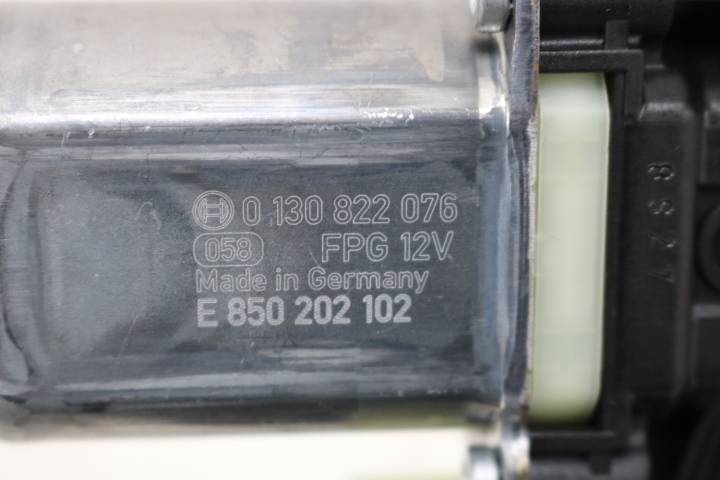 0 130 822 076
058 FPG 12V
Made in Germany
E 850 202 102